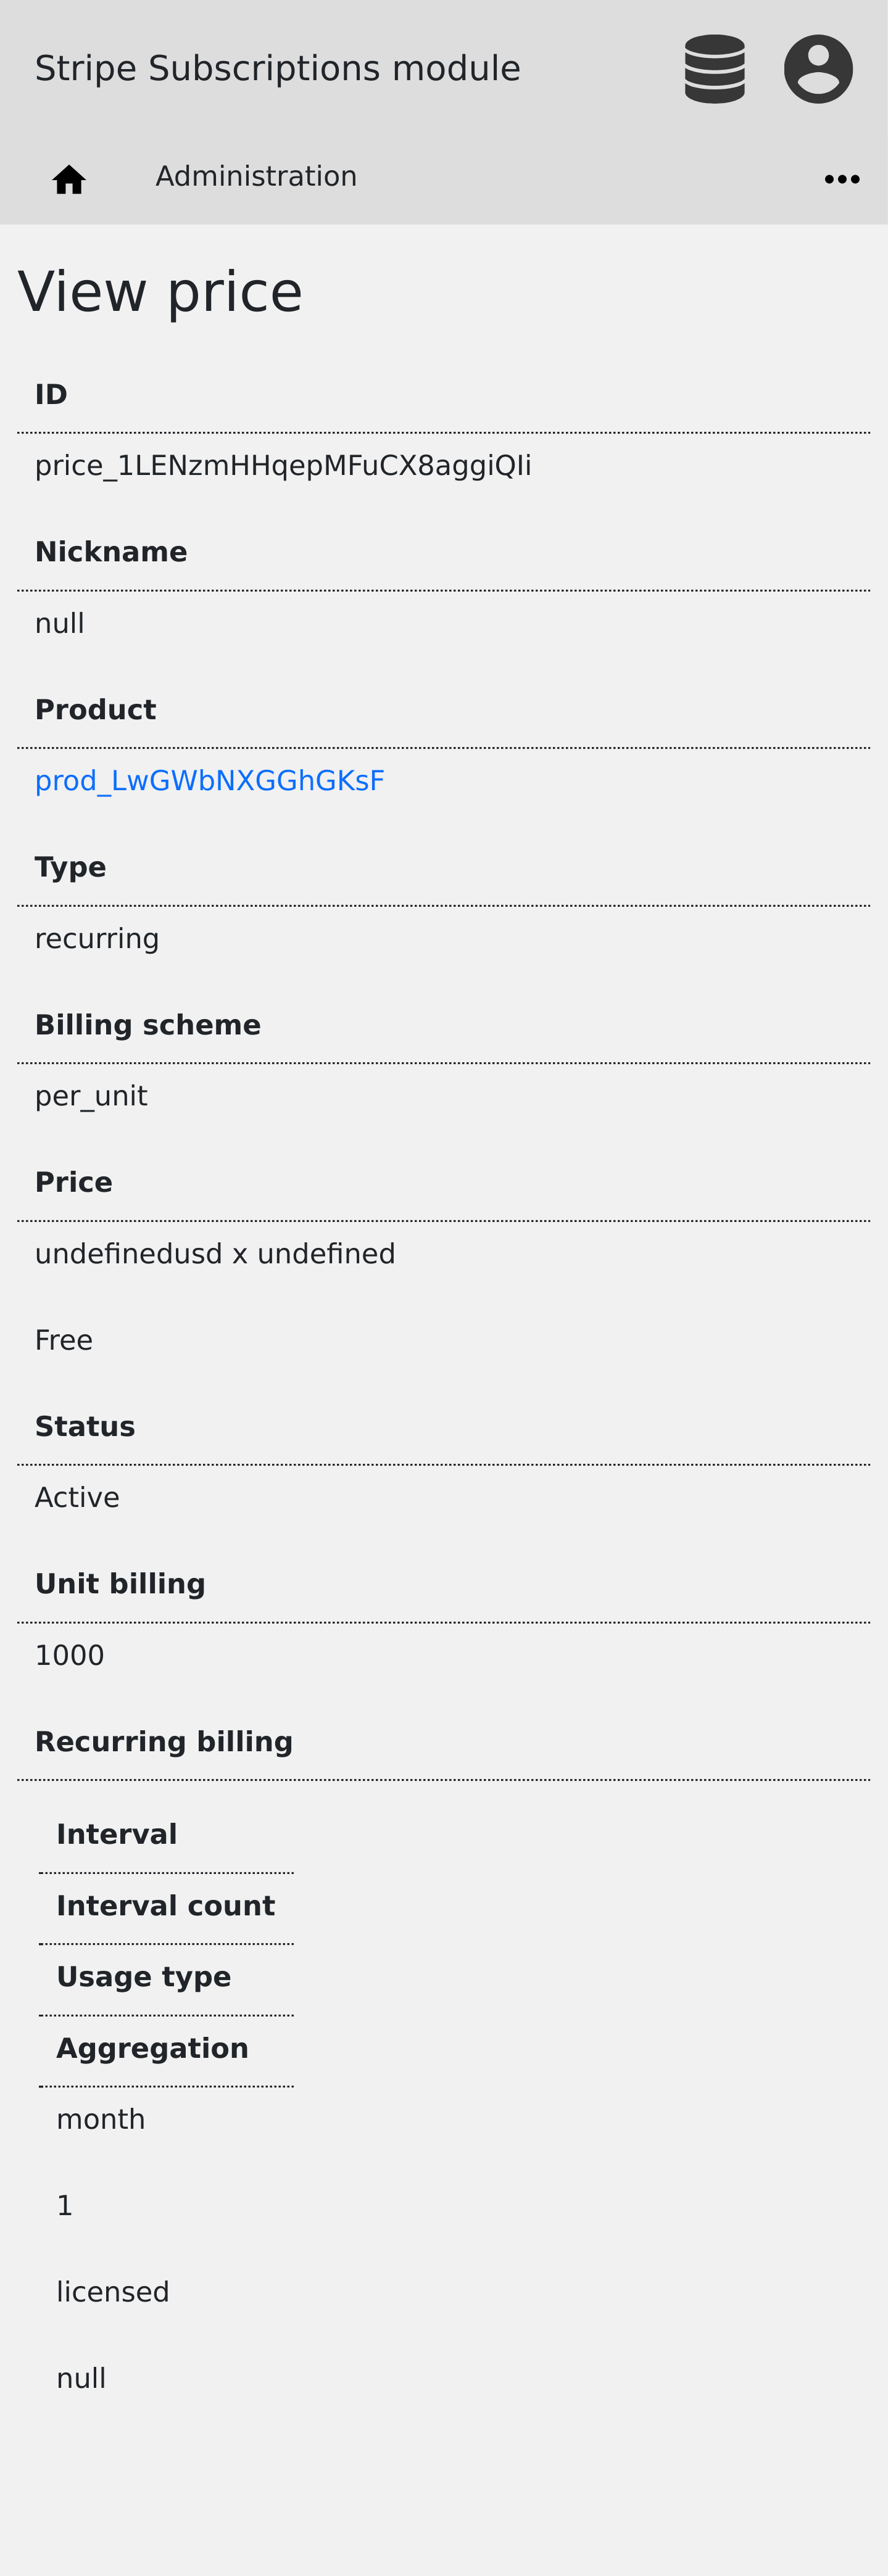 Stripe Subscriptions module
Administration
View price
ID
price_1LENzmHHqepMFuCX8aggiQIi
Nickname
null
Product
prod_LwGWbNXGGhGKsF
Type
recurring
Billing scheme
per_unit
Price
undefinedusd x undefined
Free
Status
Active
Unit billing
1000
Recurring billing
Interval
Interval count
Usage type
Aggregation
month
1
licensed
null